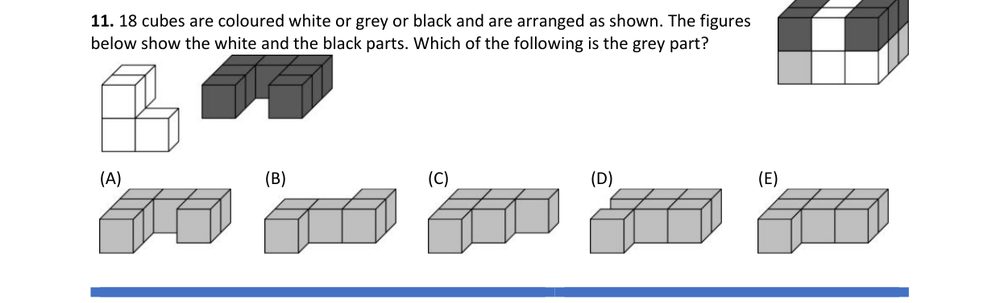 11. 18 cubes are coloured white or grey or black and are arranged as shown. The figures
below show the white and the black parts. Which of the following is the grey part?
(A) (B) (C) (D) (E)